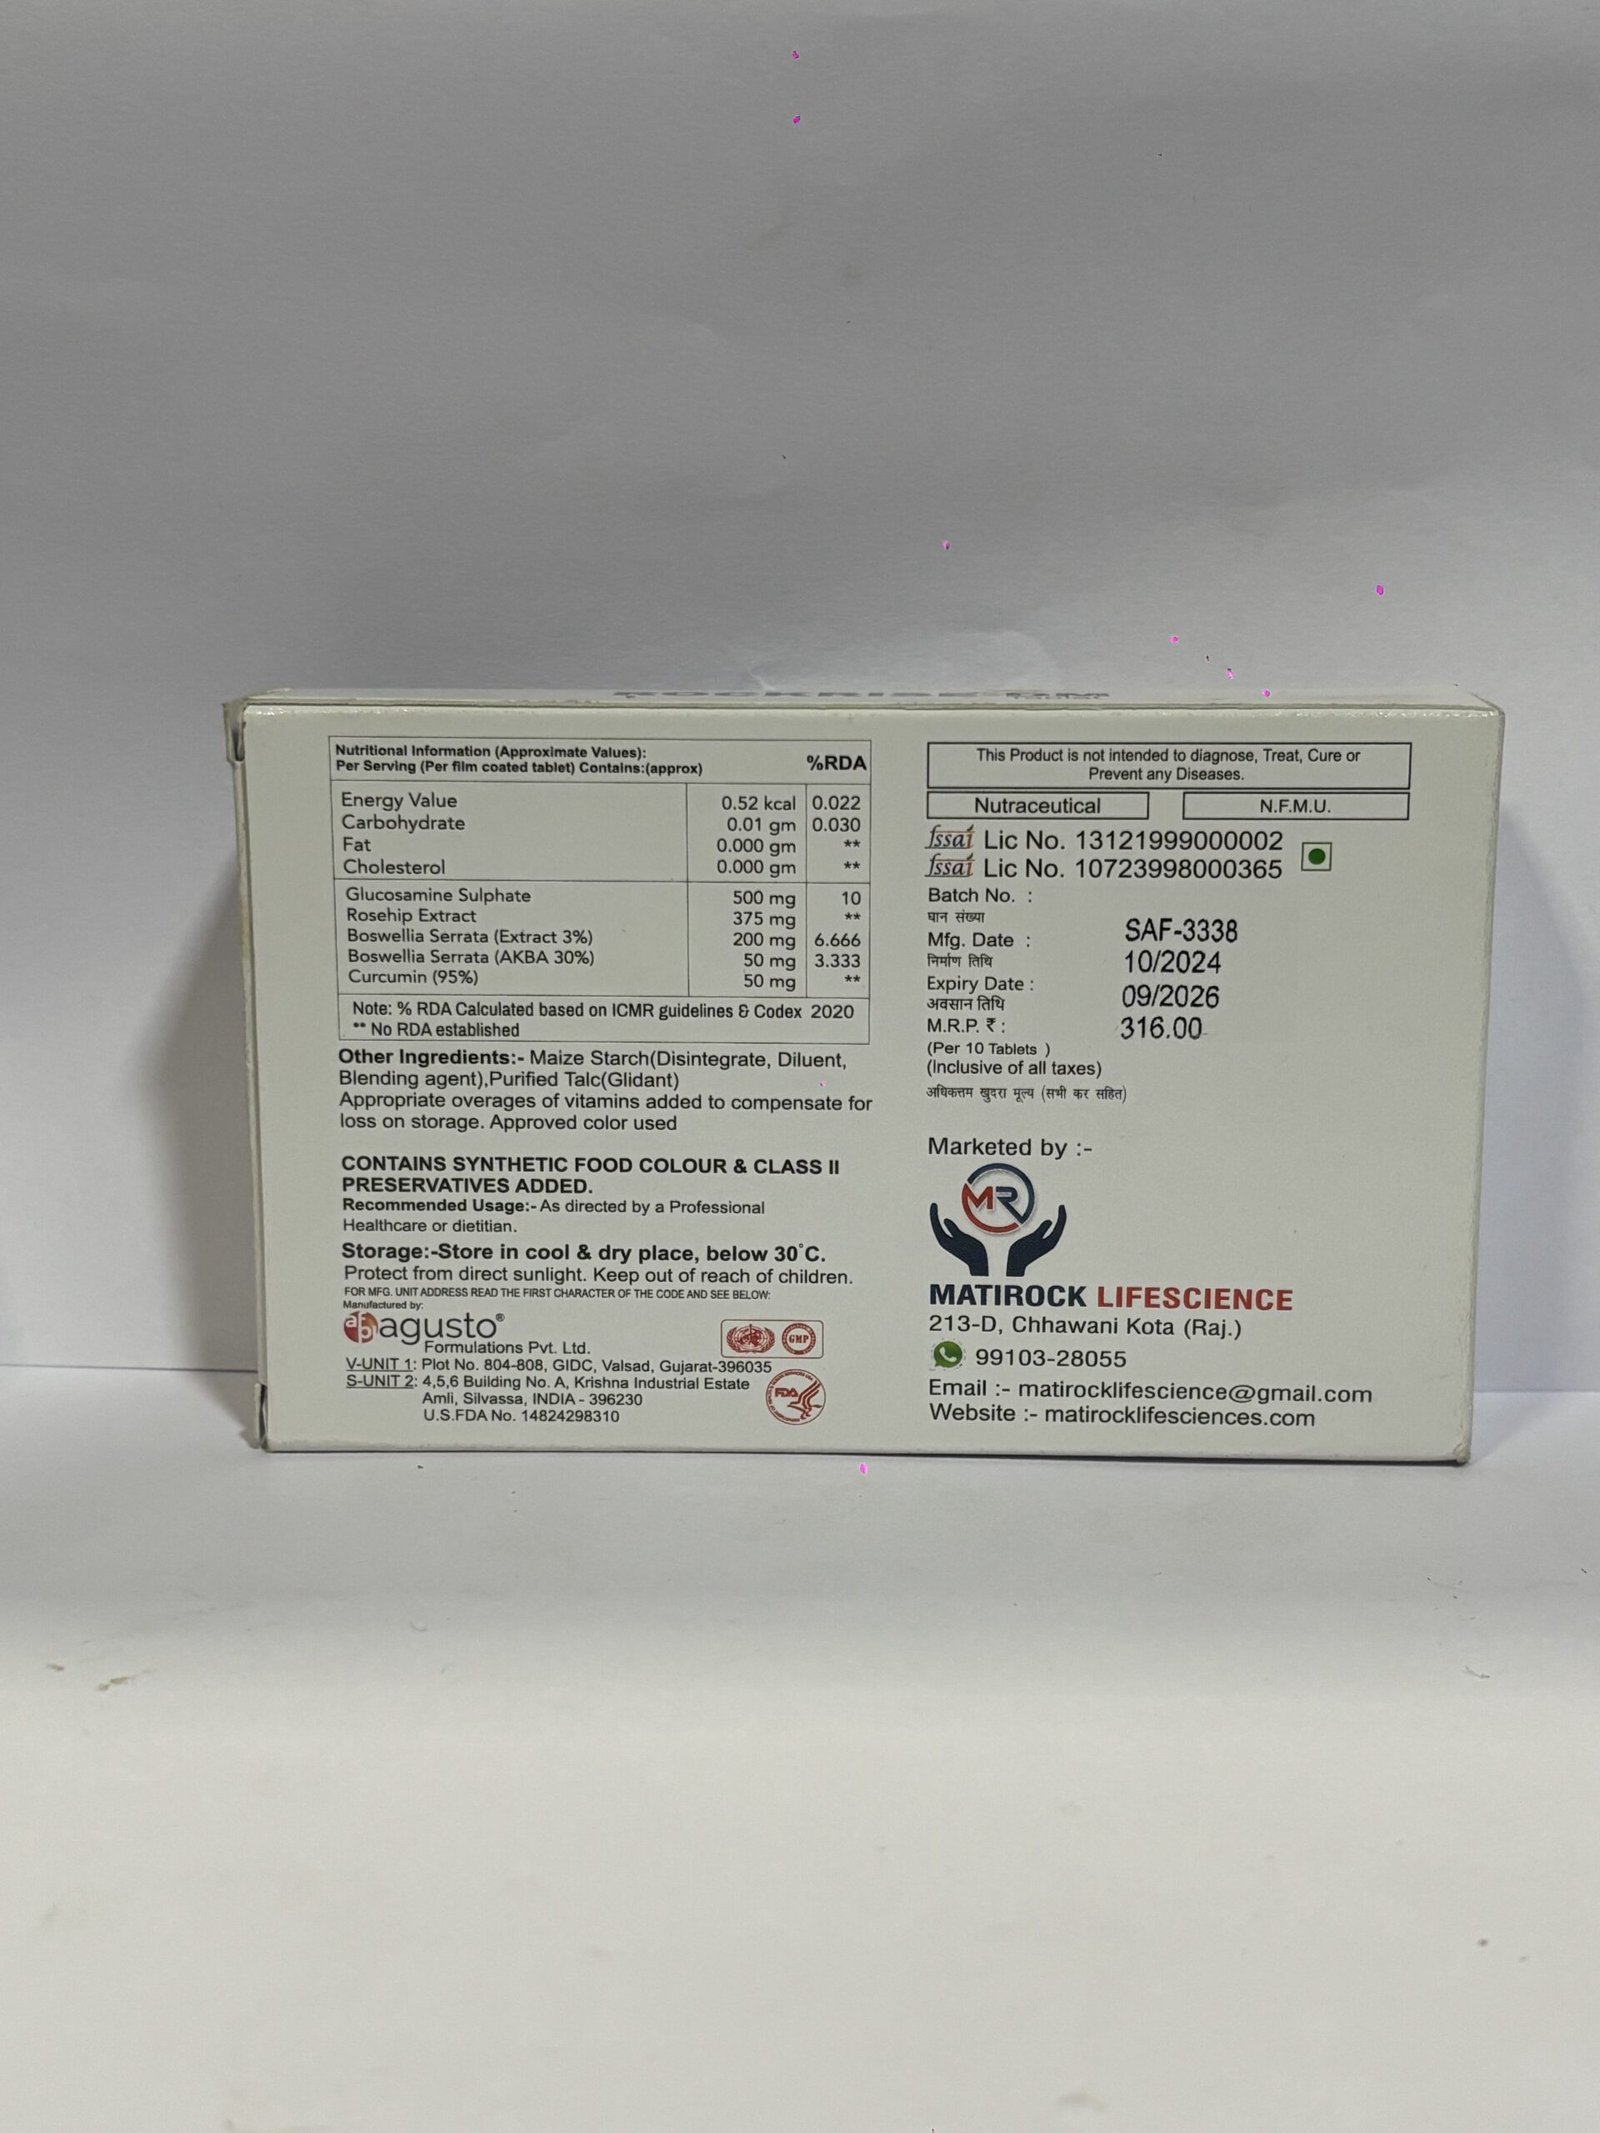 Nutritional Information (Approximate Values):
Per Serving (Per film coated tablet) Contains:(approx) %RDA
Energy Value 0.52 kcal 0.022
Carbohydrate 0.01 gm 0.030
Fat 0.000 gm **
Cholesterol 0.000 gm **
Glucosamine Sulphate 500 mg 10
Rosehip Extract 375 mg **
Boswellia Serrata (Extract 3%) 200 mg 6.666
Boswellia Serrata (AKBA 30%) 50 mg 3.333
Curcumin (95%) 50 mg **
Note: % RDA Calculated based on ICMR guidelines & Codex 2020
** No RDA established
Other Ingredients:- Maize Starch(Disintegrate, Diluent,
Blending agent),Purified Talc(Glidant)
Appropriate overages of vitamins added to compensate for
loss on storage. Approved color used
CONTAINS SYNTHETIC FOOD COLOUR & CLASS II
PRESERVATIVES ADDED.
Recommended Usage:- As directed by a Professional
Healthcare or dietitian.
Storage:-Store in cool & dry place, below 30°C.
Protect from direct sunlight. Keep out of reach of children.
FOR MFG. UNIT ADDRESS READ THE FIRST CHARACTER OF THE CODE AND SEE BELOW:
Manufactured by:
agusto®
Formulations Pvt. Ltd.
GMP
V-UNIT 1: Plot No. 804-808, GIDC, Valsad, Gujarat-396035
S-UNIT 2: 4,5,6 Building No. A, Krishna Industrial Estate
Amli, Silvassa, INDIA - 396230
U.S.FDA No. 14824298310
FDA
This Product is not intended to diagnose, Treat, Cure or
Prevent any Diseases.
Nutraceutical N.F.M.U.
fssai Lic No. 13121999000002
fssai Lic No. 10723998000365
Batch No. :
घान संख्या SAF-3338
Mfg. Date :
निर्माण तिथि 10/2024
Expiry Date :
अवसान तिथि 09/2026
M.R.P. ₹ : 316.00
(Per 10 Tablets )
(Inclusive of all taxes)
अधिकत्तम खुदरा मूल्य (सभी कर सहित)
Marketed by :-
MR
MATIROCK LIFESCIENCE
213-D, Chhawani Kota (Raj.)
99103-28055
Email :- matirocklifescience@gmail.com
Website :- matirocklifesciences.com